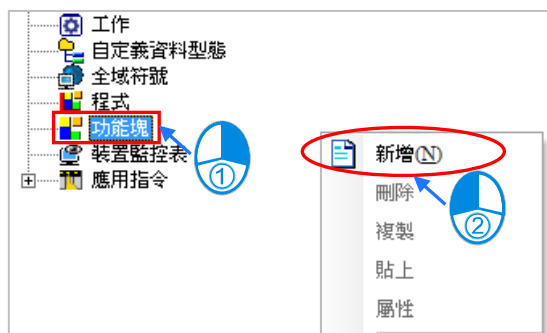 工作
自定義資料型態
全域符號
程式
功能塊
裝置監控表
應用指令
①
新增(N)
②
刪除
複製
貼上
屬性